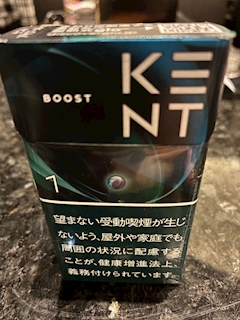 KENT
BOOST
1
望まない受動喫煙が生じ
ないよう、屋外や家庭でも
周囲の状況に配慮する
ことが、健康増進法上、
義務付けられています。